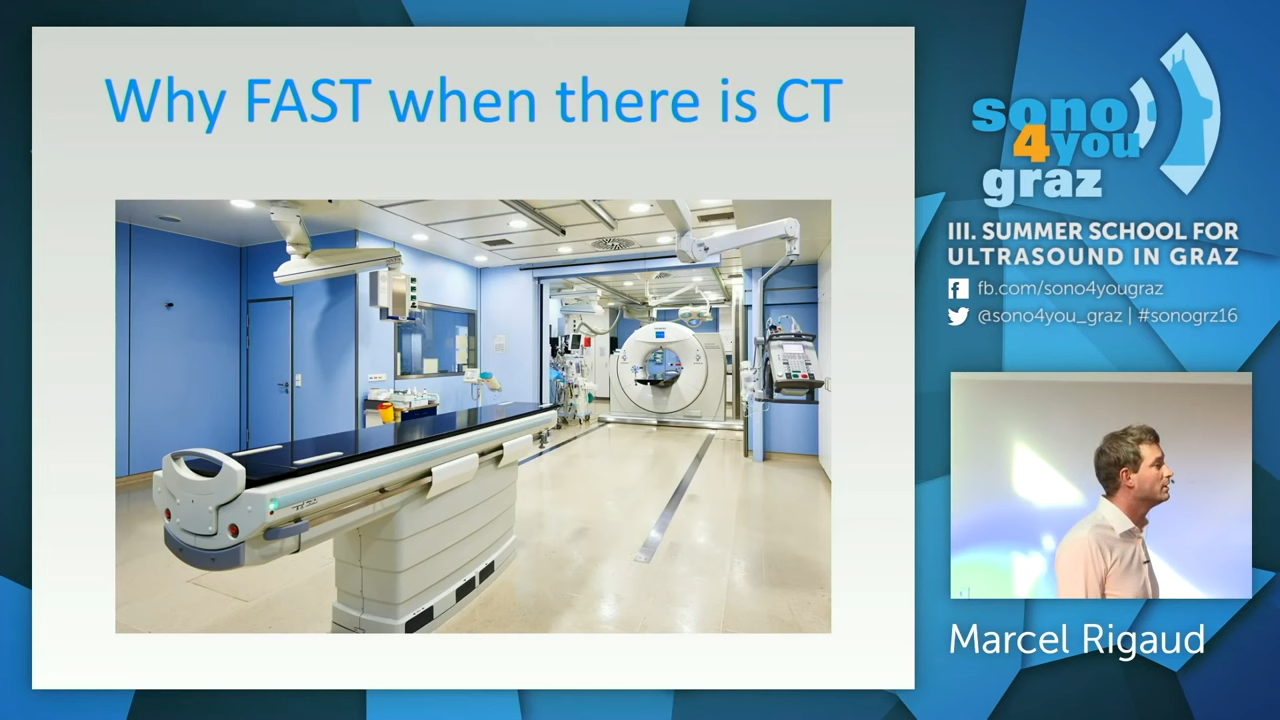 Why FAST when there is CT
sono
4you
graz
III. SUMMER SCHOOL FOR
ULTRASOUND IN GRAZ
fb.com/sono4yougraz
@sono4you_graz | #sonogrz16
Marcel Rigaud